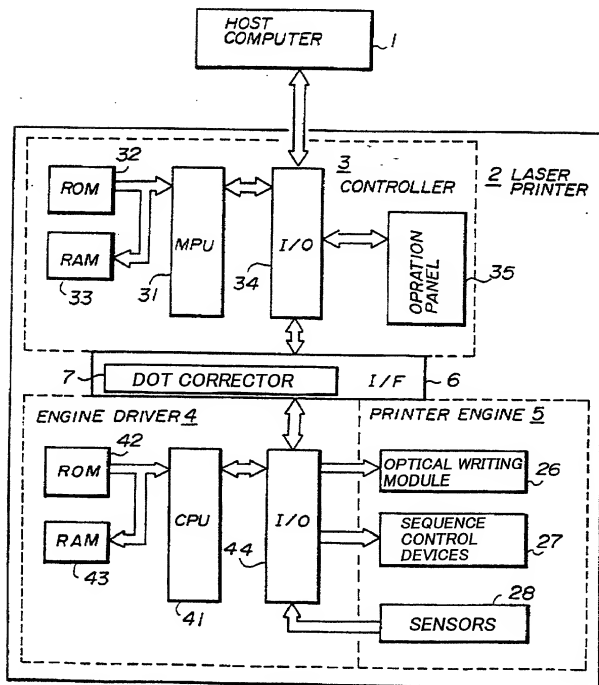 HOST
COMPUTER
1
32
ROM
RAM
33
MPU
31
I/O
34
3
CONTROLLER
2 LASER
PRINTER
OPRATION
PANEL
35
7
DOT CORRECTOR
I/F
6
ENGINE DRIVER 4
PRINTER ENGINE 5
42
ROM
RAM
43
CPU
41
I/O
44
OPTICAL WRITING
MODULE
26
SEQUENCE
CONTROL
DEVICES
27
28
SENSORS